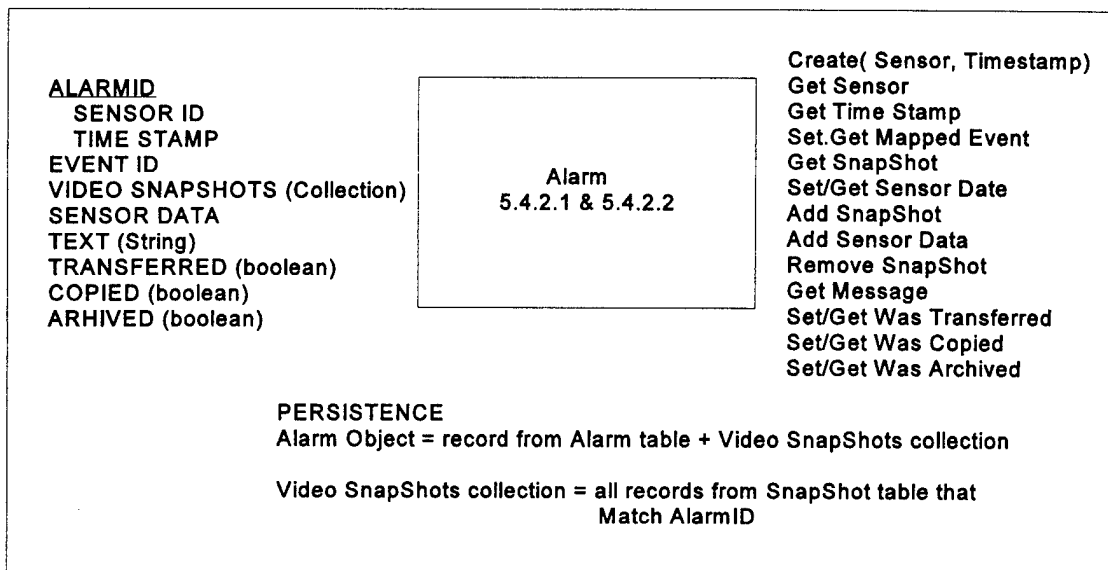 ALARMID
SENSOR ID
TIME STAMP
EVENT ID
VIDEO SNAPSHOTS (Collection)
SENSOR DATA
TEXT (String)
TRANSFERRED (boolean)
COPIED (boolean)
ARHIVED (boolean)
Alarm
5.4.2.1 & 5.4.2.2
Create( Sensor, Timestamp)
Get Sensor
Get Time Stamp
Set.Get Mapped Event
Get SnapShot
Set/Get Sensor Date
Add SnapShot
Add Sensor Data
Remove SnapShot
Get Message
Set/Get Was Transferred
Set/Get Was Copied
Set/Get Was Archived
PERSISTENCE
Alarm Object = record from Alarm table + Video SnapShots collection
Video SnapShots collection = all records from SnapShot table that
Match AlarmID